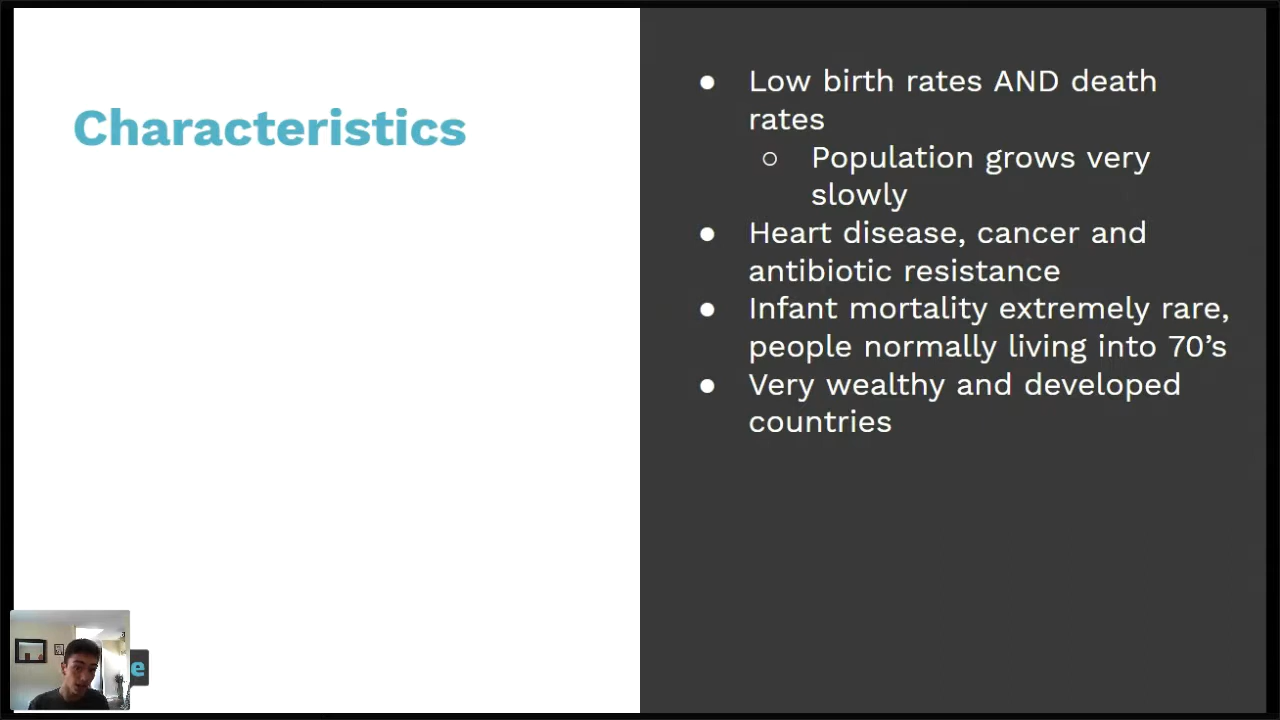 Characteristics
● Low birth rates AND death
rates
○ Population grows very
slowly
● Heart disease, cancer and
antibiotic resistance
● Infant mortality extremely rare,
people normally living into 70’s
● Very wealthy and developed
countries
e